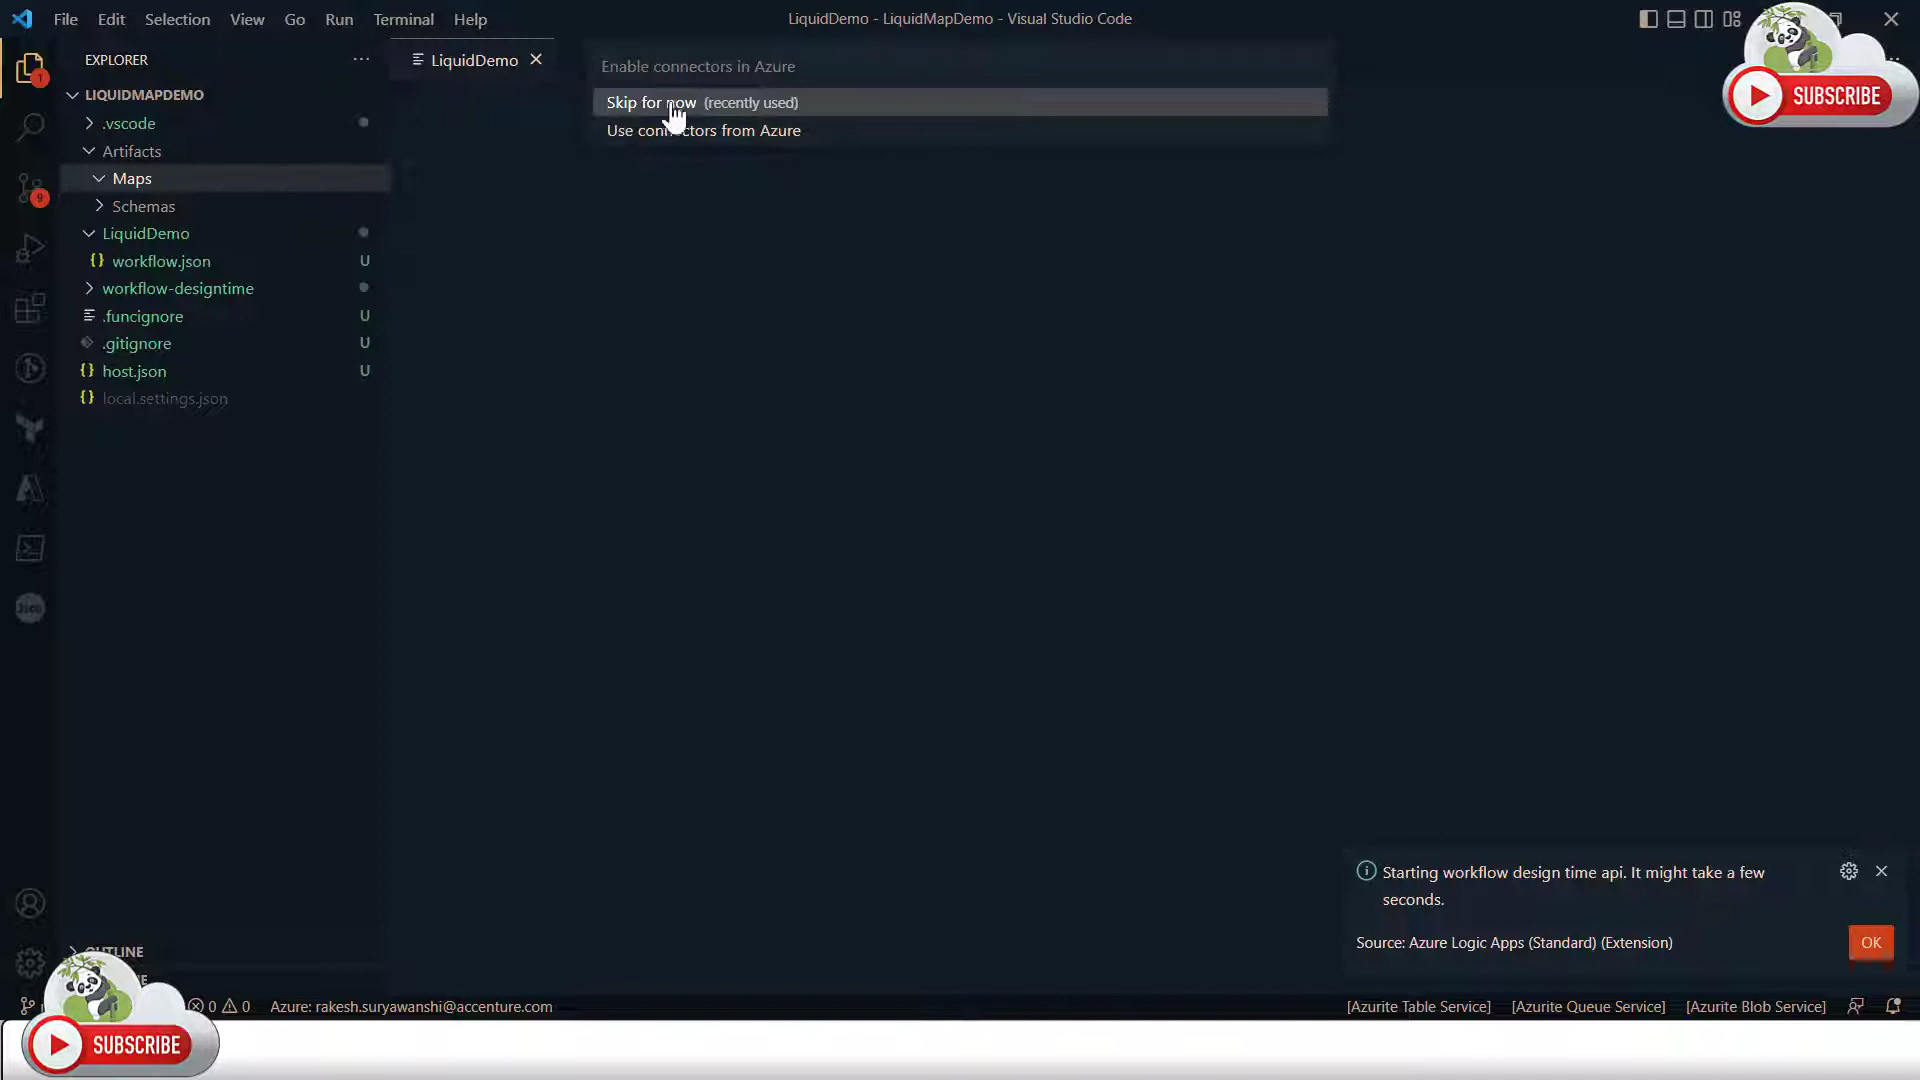 File Edit Selection View Go Run Terminal Help
LiquidDemo - LiquidMapDemo - Visual Studio Code
SUBSCRIBE
EXPLORER
LiquidDemo
Enable connectors in Azure
Skip for now (recently used)
Use connectors from Azure
LIQUIDMAPDEMO
.vscode
Artifacts
Maps
Schemas
LiquidDemo
workflow.json U
workflow-designtime
.funcignore U
.gitignore U
host.json U
local.settings.json
1
9
Starting workflow design time api. It might take a few
seconds.
Source: Azure Logic Apps (Standard) (Extension)
OK
OUTLINE
0 0 Azure: rakesh.suryawanshi@accenture.com
[Azurite Table Service] [Azurite Queue Service] [Azurite Blob Service]
SUBSCRIBE